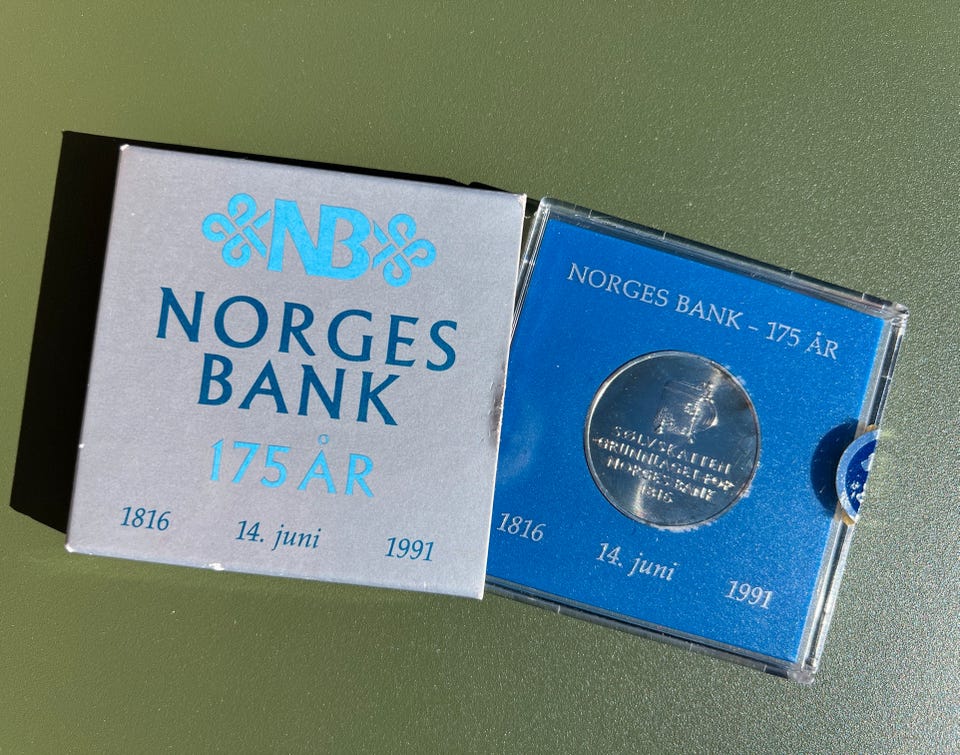 NB
NORGES
BANK
175 ÅR
1816 14. juni 1991
NORGES BANK – 175 ÅR
SØLVSKATTEN
-GRUNNLAGET FOR
NORGES BANK
1816
1816 14. juni 1991